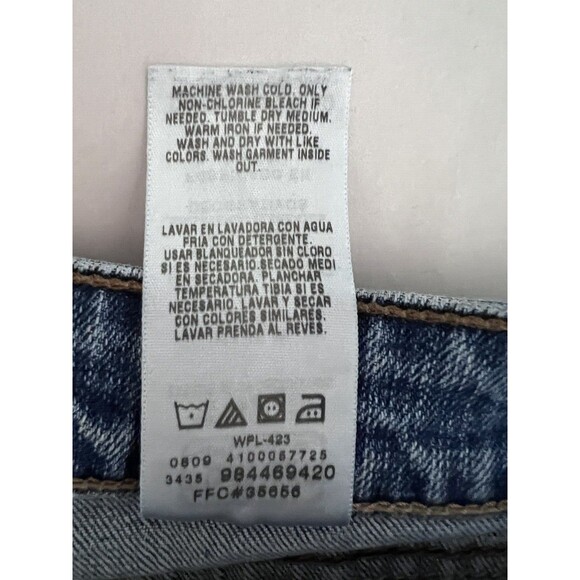 MACHINE WASH COLD. ONLY
NON-CHLORINE BLEACH IF
NEEDED. TUMBLE DRY MEDIUM.
WARM IRON IF NEEDED.
WASH AND DRY WITH LIKE
COLORS. WASH GARMENT INSIDE
OUT.
LAVAR EN LAVADORA CON AGUA
FRIA CON DETERGENTE.
USAR BLANQUEADOR SIN CLORO
SI ES NECESARIO SECADO MEDI
EN SECADORA. PLANCHAR
TEMPERATURA TIBIA SI ES
NECESARIO. LAVAR Y SECAR
CON COLORES SIMILARES.
LAVAR PRENDA AL REVES.
WPL-423
0809 4100057725
3435 984469420
FFC#35656